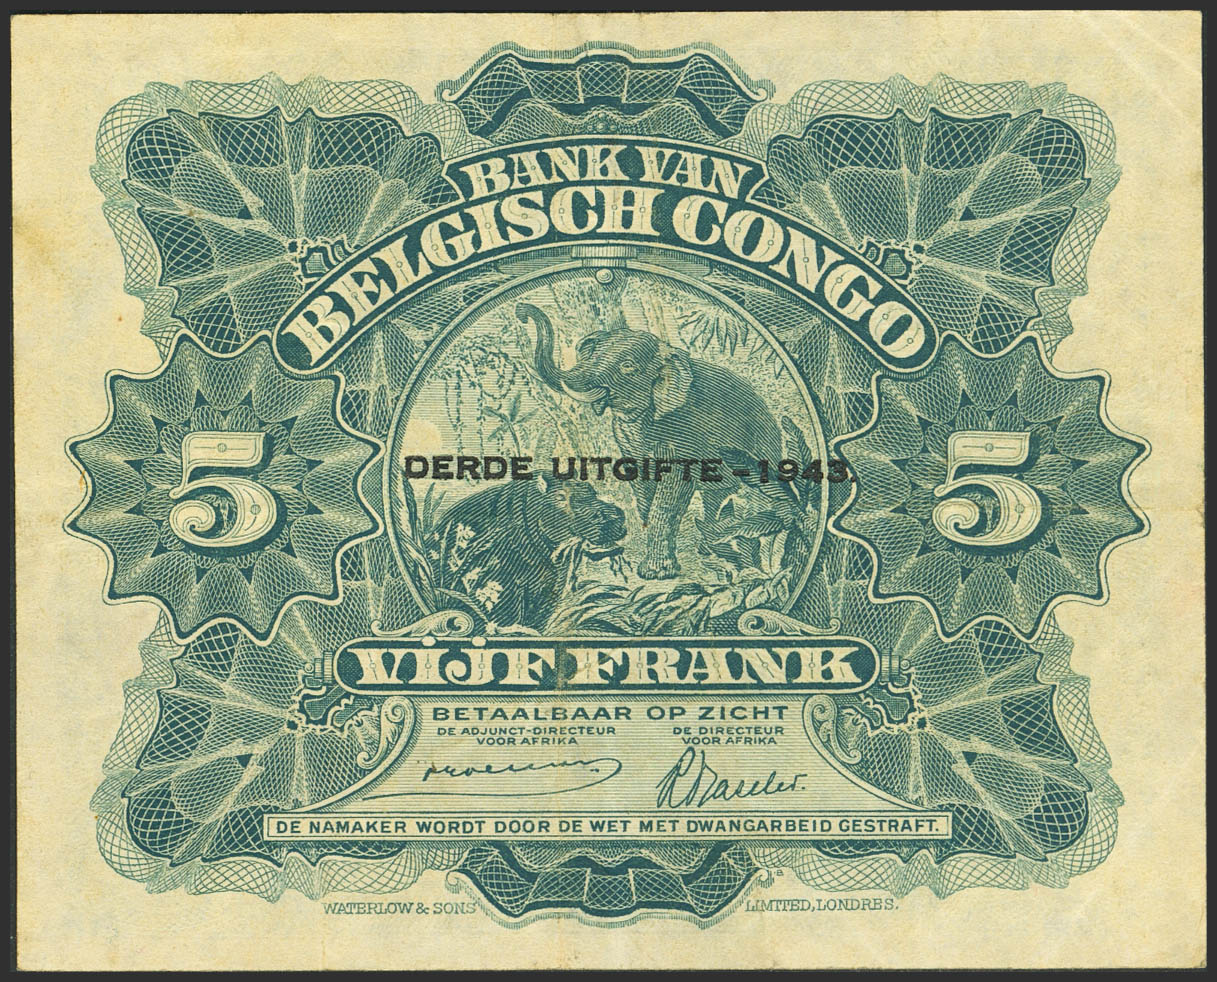 BANK VAN
BELGISCH CONGO
5 5
DERDE UITGIFTE - 1943.
VIJF FRANK
BETAALBAAR OP ZICHT
DE ADJUNCT-DIRECTEUR DE DIRECTEUR
VOOR AFRIKA VOOR AFRIKA
DE NAMAKER WORDT DOOR DE WET MET DWANGARBEID GESTRAFT.
WATERLOW & SONS LIMITED, LONDRES.